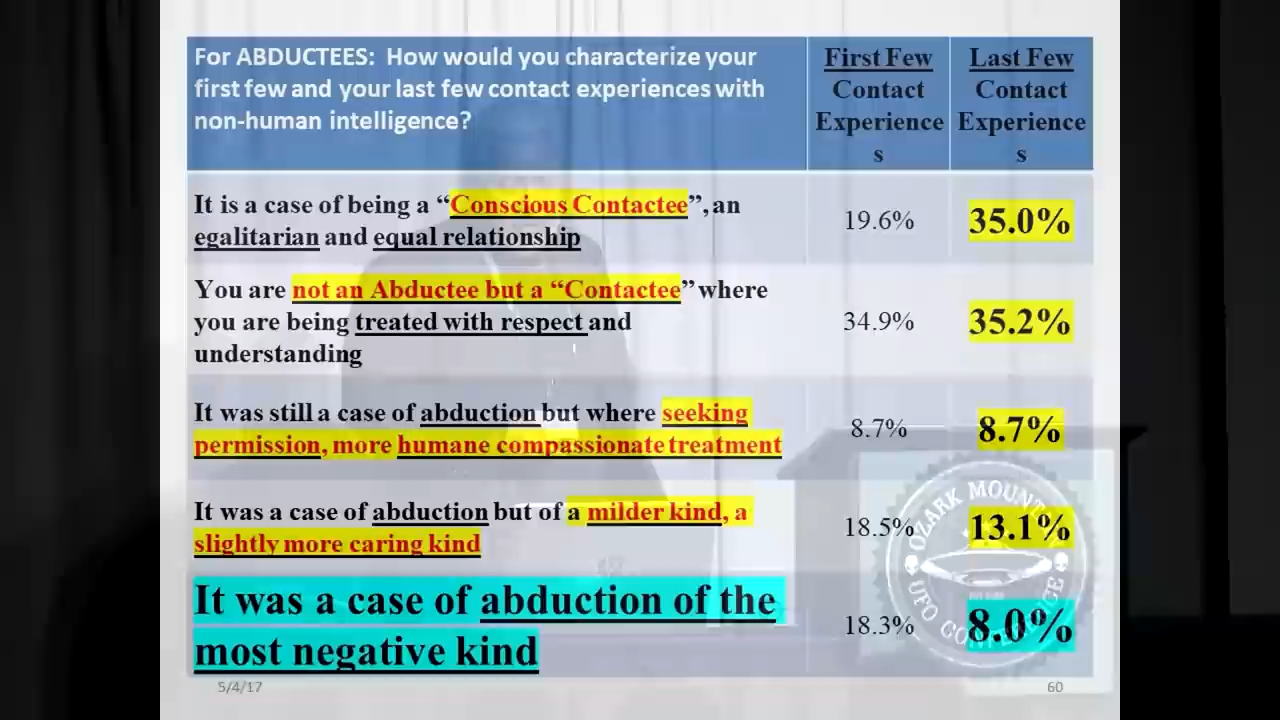 For ABDUCTEES: How would you characterize your
first few and your last few contact experiences with
non-human intelligence?
First Few
Contact
Experience
s
Last Few
Contact
Experience
s
It is a case of being a “Conscious Contactee”, an
egalitarian and equal relationship
19.6%
35.0%
You are not an Abductee but a “Contactee” where
you are being treated with respect and
understanding
34.9%
35.2%
It was still a case of abduction but where seeking
permission, more humane compassionate treatment
8.7%
8.7%
It was a case of abduction but of a milder kind, a
slightly more caring kind
18.5%
13.1%
It was a case of abduction of the
most negative kind
18.3%
8.0%
OZARK MOUNT
UFO CONFERENCE
5/4/17
60